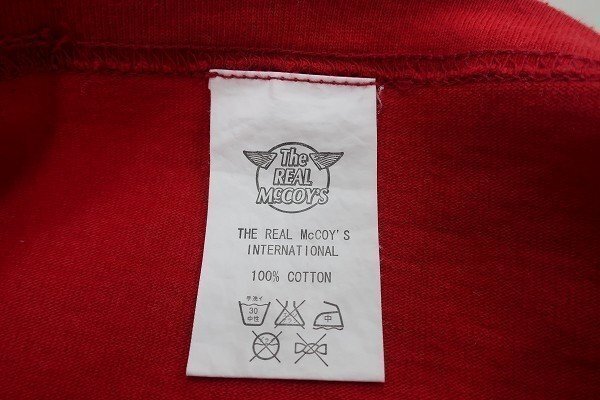 The
REAL
McCOY'S
THE REAL McCOY'S
INTERNATIONAL
100% COTTON
手洗イ
30
中性
中